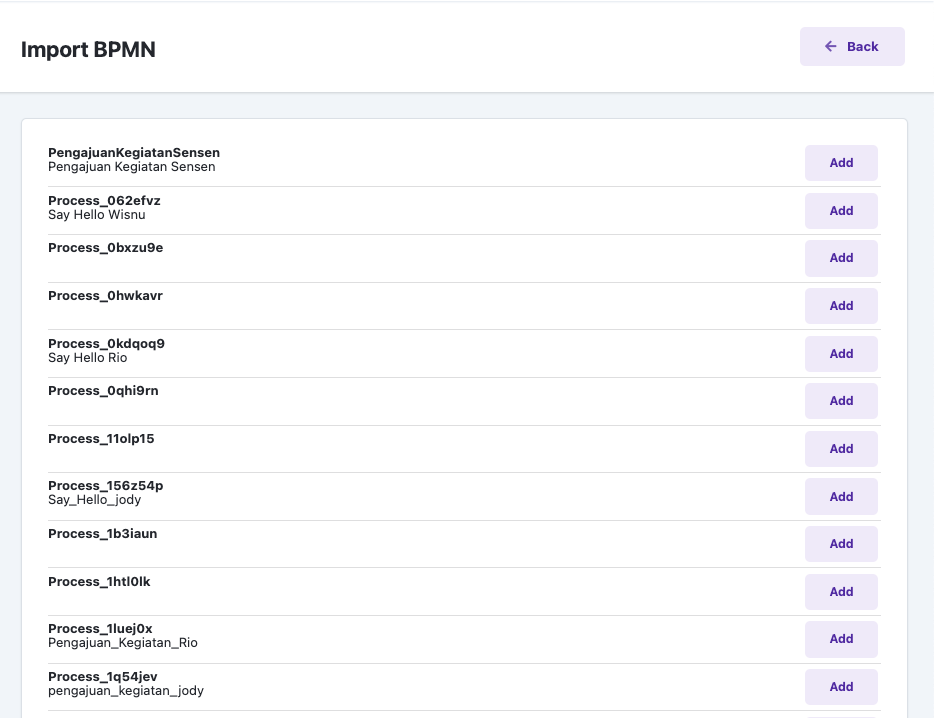 Import BPMN
Back
PengajuanKegiatanSensen
Pengajuan Kegiatan Sensen
Add
Process_062efvz
Say Hello Wisnu
Add
Process_0bxzu9e
Add
Process_0hwkavr
Add
Process_0kdqoq9
Say Hello Rio
Add
Process_0qhi9rn
Add
Process_11olp15
Add
Process_156z54p
Say_Hello_jody
Add
Process_1b3iaun
Add
Process_1htl0lk
Add
Process_1luej0x
Pengajuan_Kegiatan_Rio
Add
Process_1q54jev
pengajuan_kegiatan_jody
Add